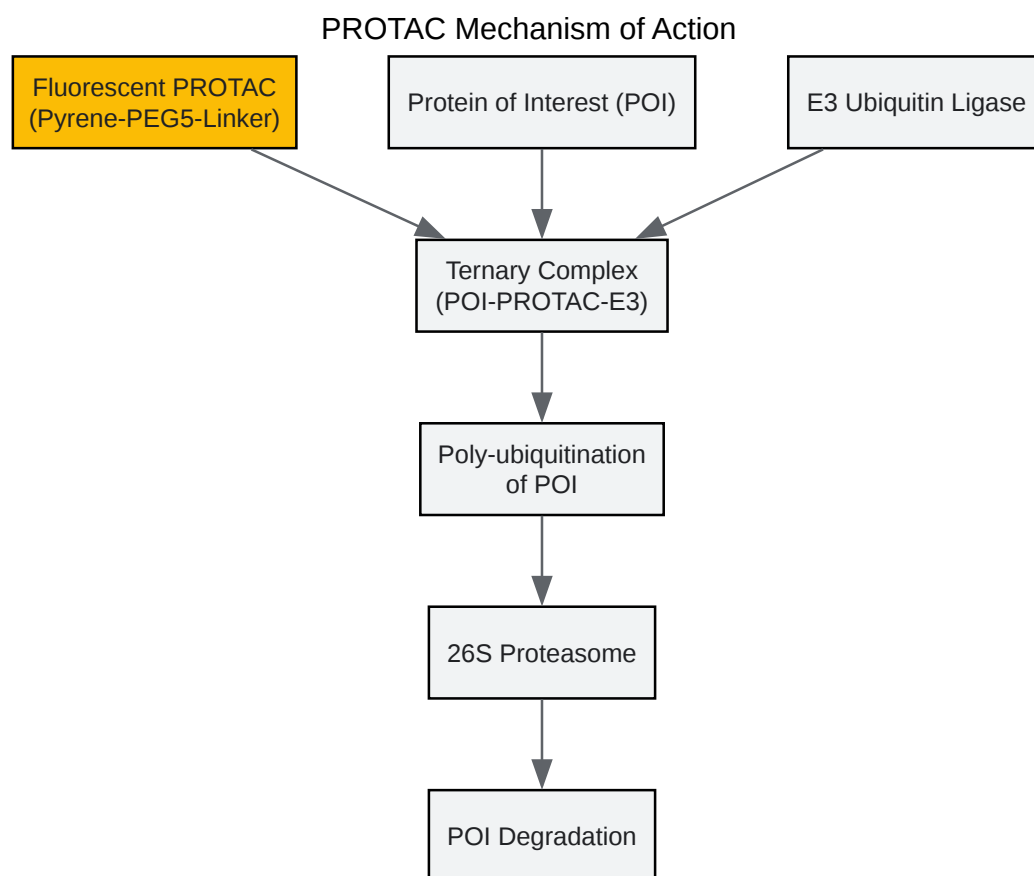 PROTAC Mechanism of Action
Fluorescent PROTAC
(Pyrene-PEG5-Linker)
Protein of Interest (POI)
E3 Ubiquitin Ligase
Ternary Complex
(POI-PROTAC-E3)
Poly-ubiquitination
of POI
26S Proteasome
POI Degradation